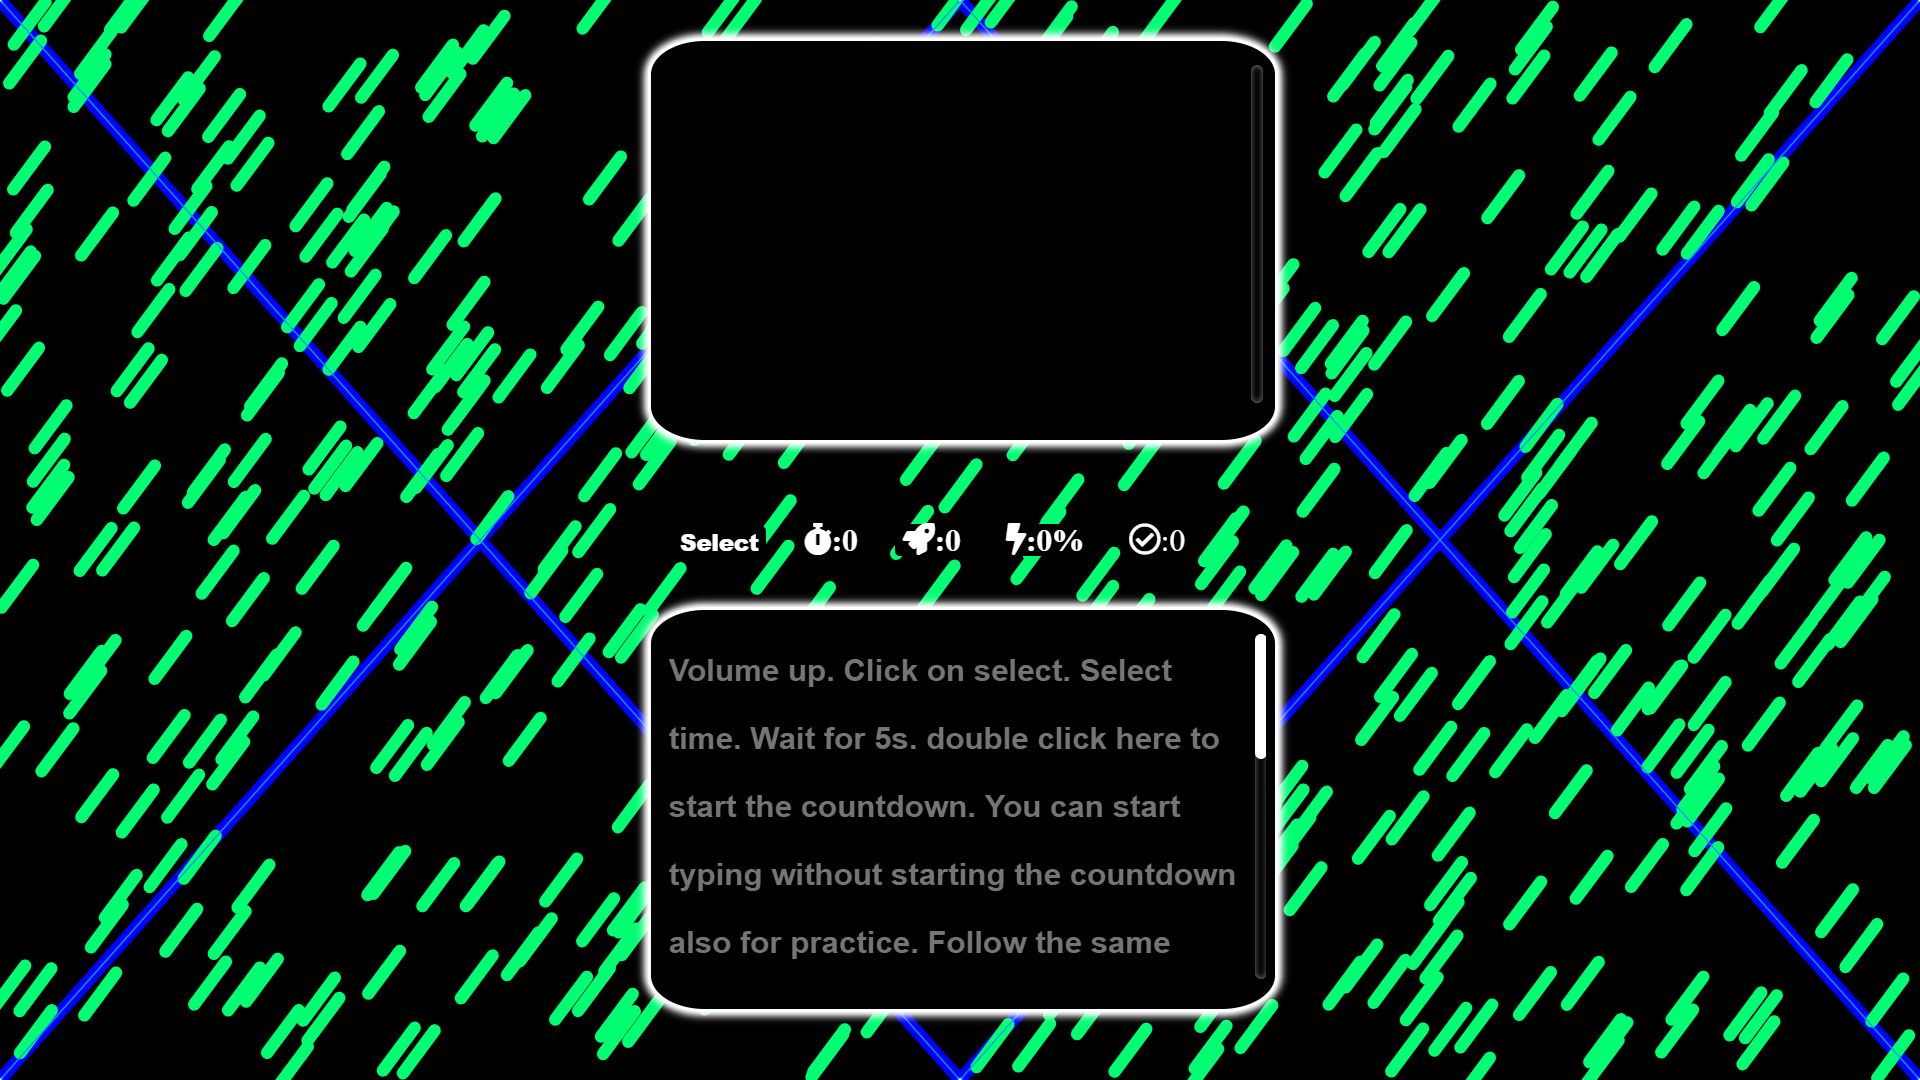 Select :0 :0 :0% :0
Volume up. Click on select. Select
time. Wait for 5s. double click here to
start the countdown. You can start
typing without starting the countdown
also for practice. Follow the same